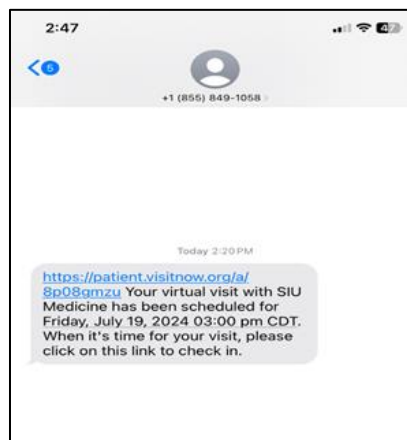 2:47
47
5
+1 (855) 849-1058
Today 2:20 PM
https://patient.visitnow.org/a/
8p08gmzu Your virtual visit with SIU
Medicine has been scheduled for
Friday, July 19, 2024 03:00 pm CDT.
When it's time for your visit, please
click on this link to check in.